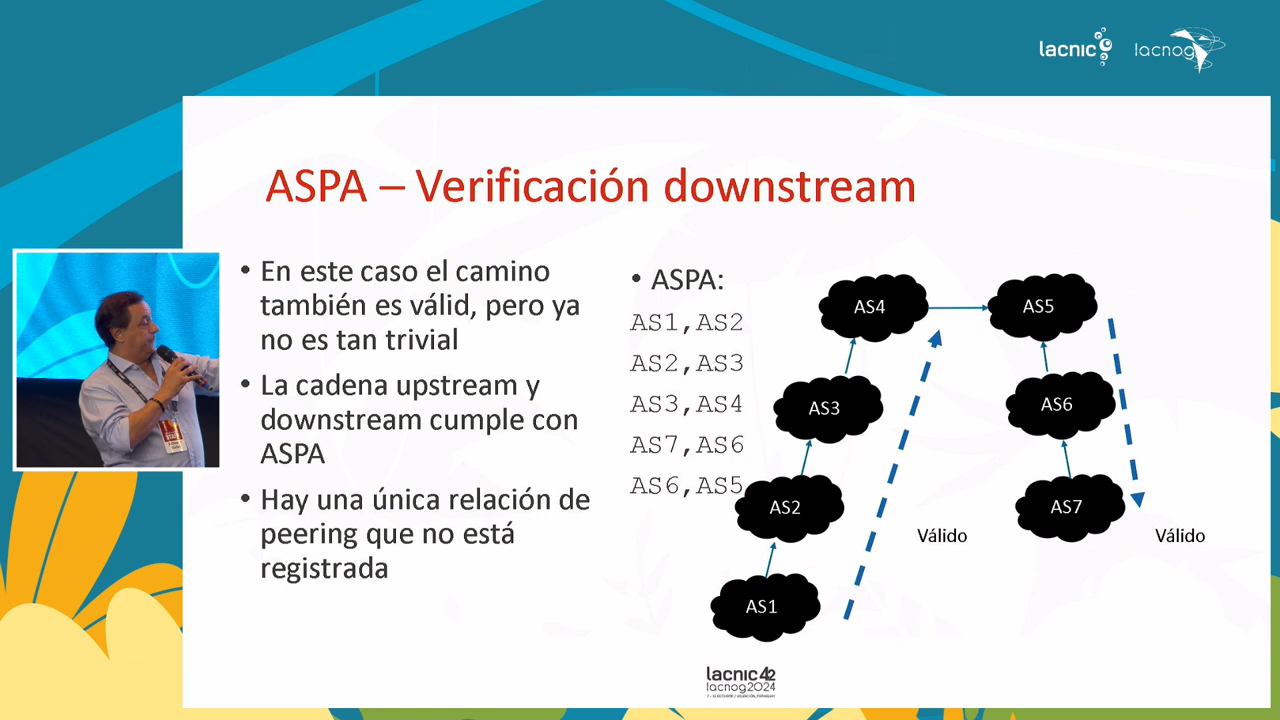 lacnic
lacnog
ASPA – Verificación downstream
• En este caso el camino
también es válid, pero ya
no es tan trivial
• La cadena upstream y
downstream cumple con
ASPA
• Hay una única relación de
peering que no está
registrada
• ASPA:
AS1,AS2
AS2,AS3
AS3,AS4
AS7,AS6
AS6,AS5
AS4
AS5
AS3
AS6
AS2
AS7
AS1
Válido
Válido
lacnic42
lacnog2024